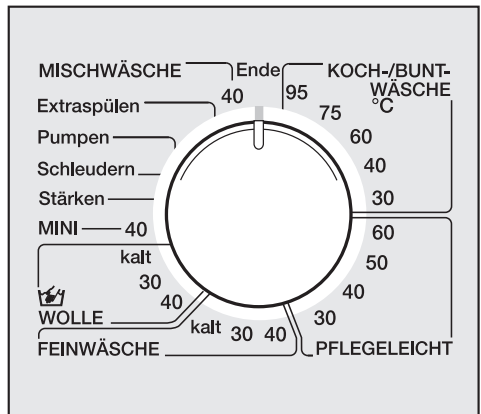 MISCHWÄSCHE
Ende
KOCH-/BUNT-
WÄSCHE
°C
40
95
75
60
40
30
Extraspülen
Pumpen
Schleudern
Stärken
MINI
40
60
50
40
30
PFLEGELEICHT
kalt
30
40
WOLLE
kalt
30
40
FEINWÄSCHE